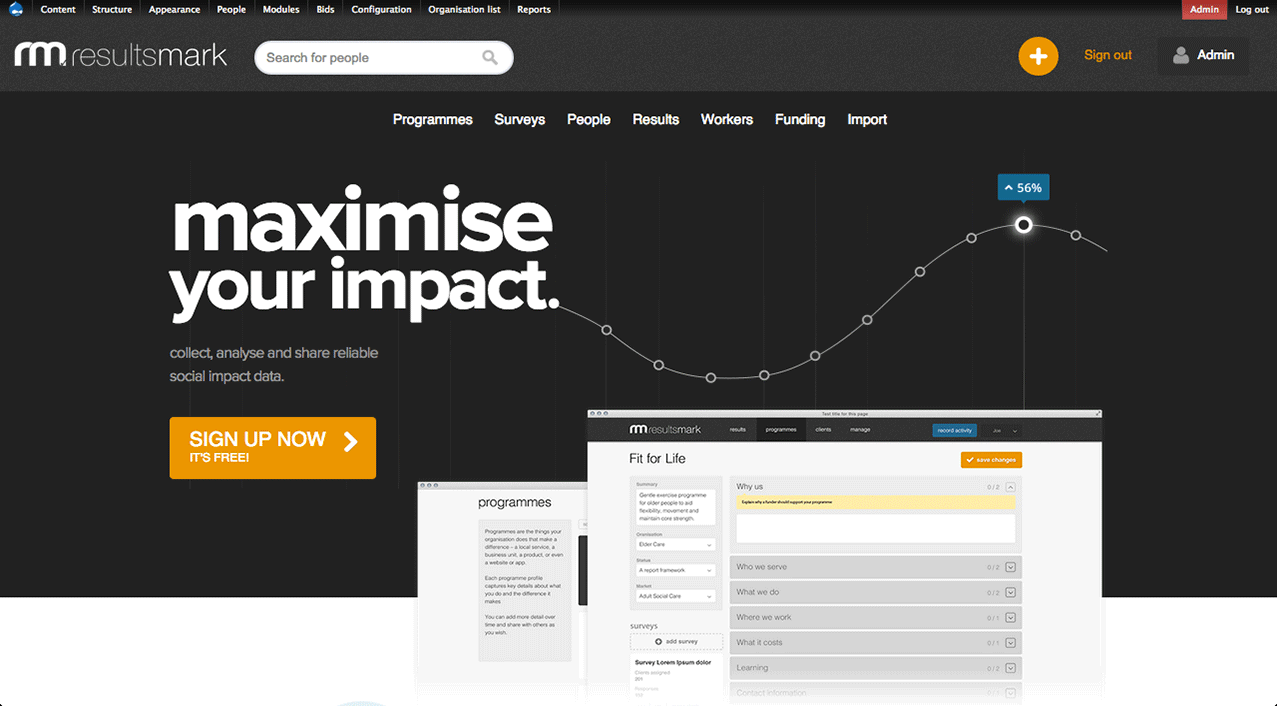 Content Structure Appearance People Modules Bids Configuration Organisation list Reports Admin Log out
rm resultsmark Search for people Sign out Admin
Programmes Surveys People Results Workers Funding Import
56%
maximise
your impact.
collect, analyse and share reliable
social impact data.
SIGN UP NOW
IT'S FREE!
programmes
Programmes are the things your
organisation does that make a
difference – a local service, a
business unit, a product, or even
a website or app.
Each programme profile
captures key details about what
you do and the difference it
makes
You can add more detail over
time and share with others as
you wish.
Test title for this page
rm resultsmark results programmes clients manage record activity Joe
Fit for Life
save changes
Summary
Gentle exercise programme
for older people to aid
flexibility, movement and
maintain core strength.
Organisation
Elder Care
Status
A report framework
Market
Adult Social Care
surveys
add survey
Survey Lorem Ipsum dolor
Clients assigned
201
Responses
Why us 0 / 2
Explain why a funder should support your programme
Who we serve 0 / 2
What we do 0 / 2
Where we work 0 / 1
What it costs 0 / 1
Learning 0 / 2
Contact information 0 / 1